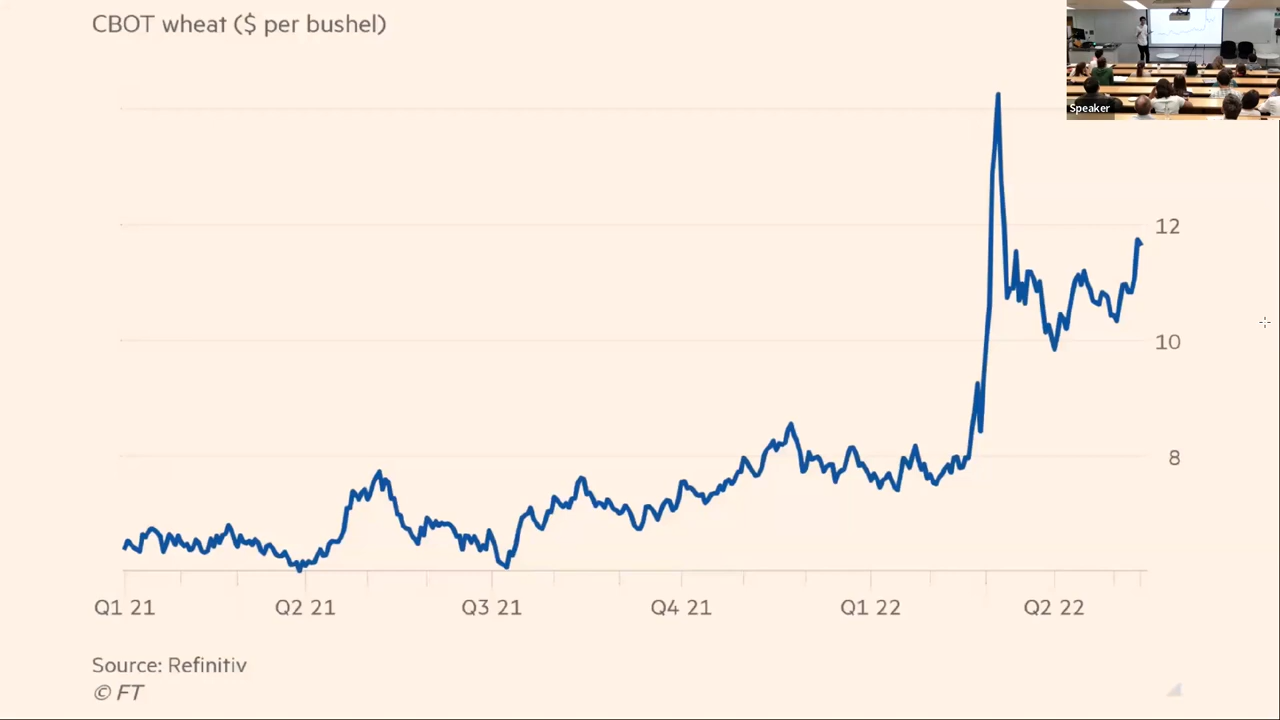 CBOT wheat ($ per bushel)
Speaker
12
10
8
Q1 21 Q2 21 Q3 21 Q4 21 Q1 22 Q2 22
Source: Refinitiv
© FT